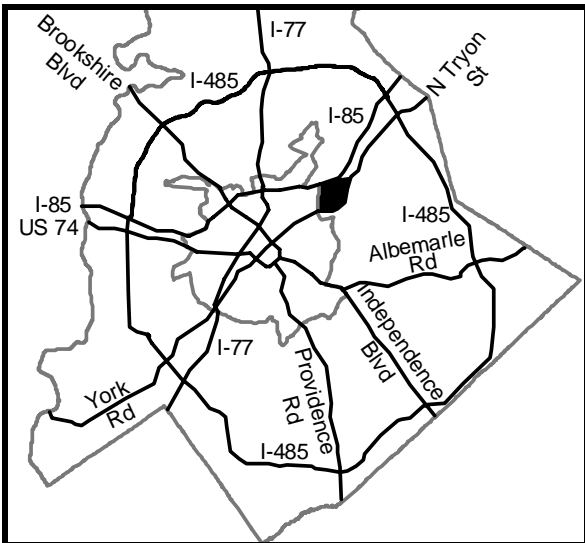 I-77
Brookshire
Blvd
I-485
N Tryon
St
I-85
I-85
US 74
I-485
Albemarle
Rd
Independence
Blvd
I-77
Providence
Rd
York
Rd
I-485